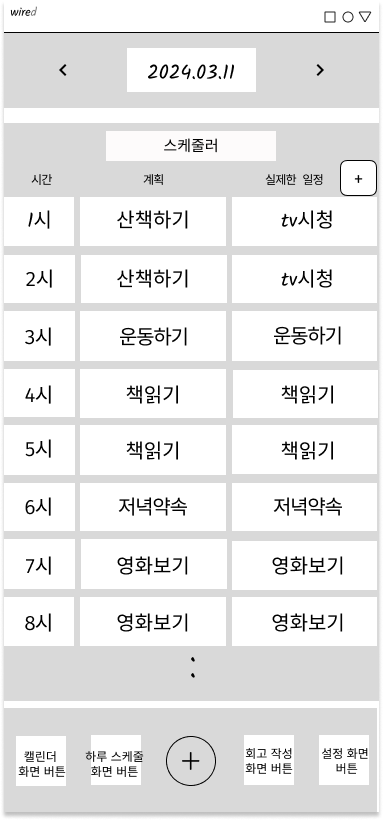 wired
2024.03.11
스케줄러
시간 계획 실제한 일정 +
1시 산책하기 tv시청
2시 산책하기 tv시청
3시 운동하기 운동하기
4시 책읽기 책읽기
5시 책읽기 책읽기
6시 저녁약속 저녁약속
7시 영화보기 영화보기
8시 영화보기 영화보기
:
캘린더
화면 버튼
하루 스케줄
화면 버튼
+
회고 작성
화면 버튼
설정 화면
버튼